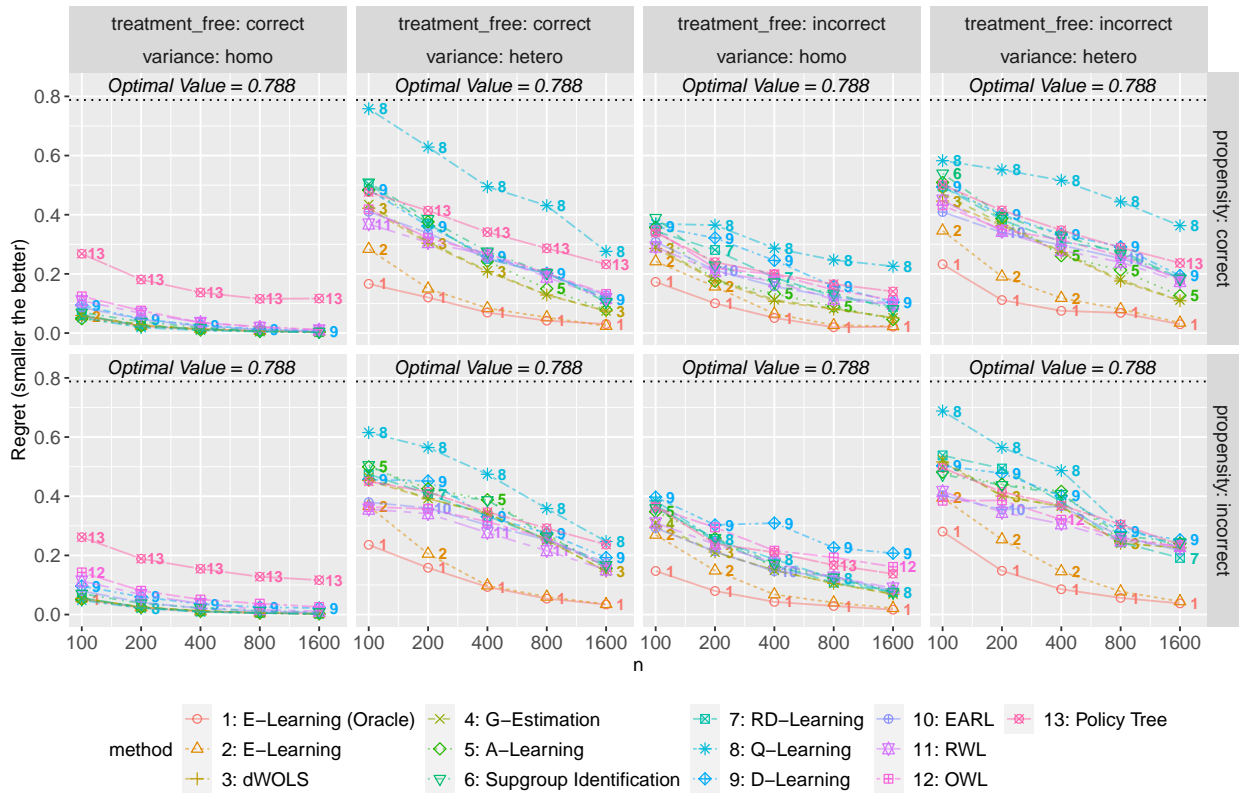 treatment_free: correct
treatment_free: correct
treatment_free: incorrect
treatment_free: incorrect
variance: homo
variance: hetero
variance: homo
variance: hetero
Optimal Value = 0.788
Optimal Value = 0.788
Optimal Value = 0.788
Optimal Value = 0.788
propensity: correct
0.8
0.6
0.4
0.2
0.0
Optimal Value = 0.788
Optimal Value = 0.788
Optimal Value = 0.788
Optimal Value = 0.788
propensity: incorrect
0.8
0.6
0.4
0.2
0.0
Regret (smaller the better)
100 200 400 800 1600
100 200 400 800 1600
100 200 400 800 1600
100 200 400 800 1600
n
method
1: E−Learning (Oracle)
2: E−Learning
3: dWOLS
4: G−Estimation
5: A−Learning
6: Supgroup Identification
7: RD−Learning
8: Q−Learning
9: D−Learning
10: EARL
11: RWL
12: OWL
13: Policy Tree